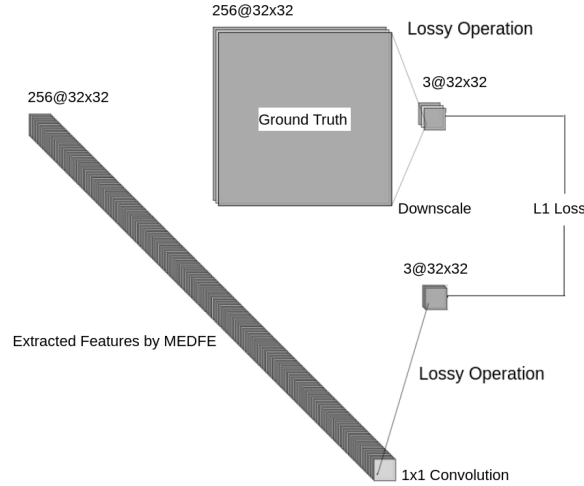 256@32x32
Lossy Operation
3@32x32
256@32x32
Ground Truth
Downscale
L1 Loss
3@32x32
Extracted Features by MEDFE
Lossy Operation
1x1 Convolution